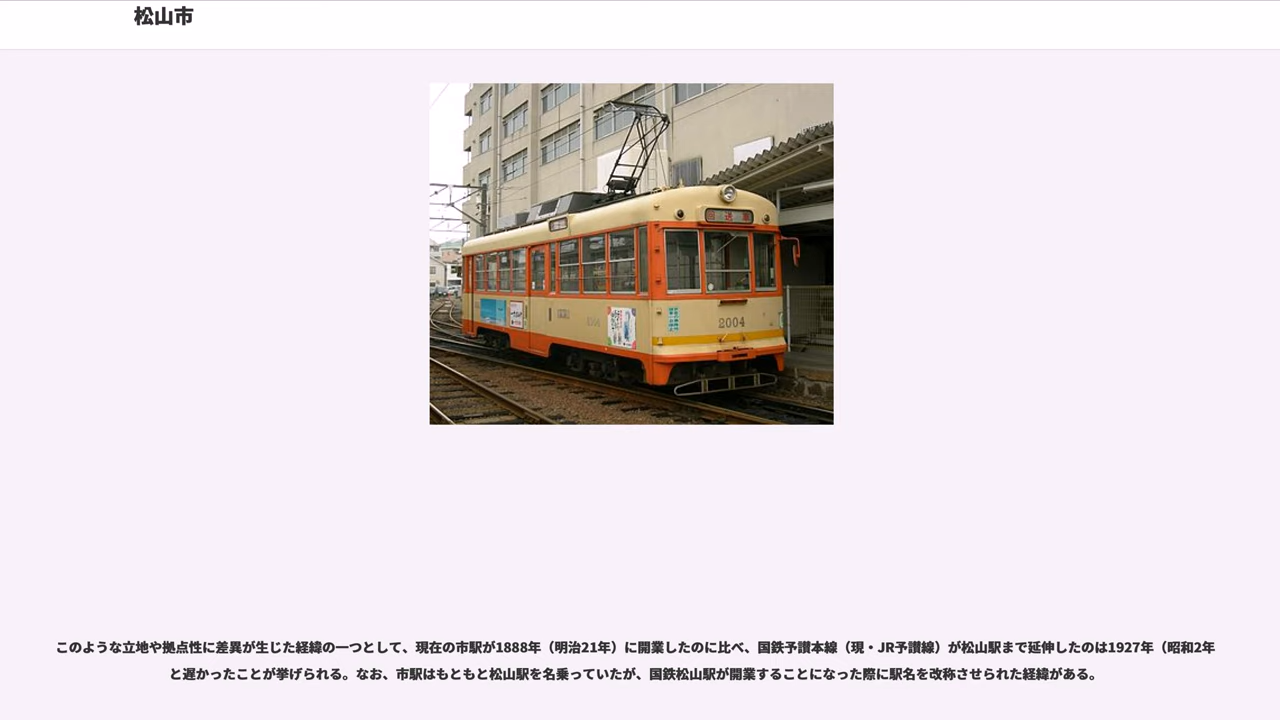 松山市
回送車
2004
このような立地や拠点性に差異が生じた経緯の一つとして、現在の市駅が1888年（明治21年）に開業したのに比べ、国鉄予讃本線（現・JR予讃線）が松山駅まで延伸したのは1927年（昭和2年
と遅かったことが挙げられる。なお、市駅はもともと松山駅を名乗っていたが、国鉄松山駅が開業することになった際に駅名を改称させられた経緯がある。